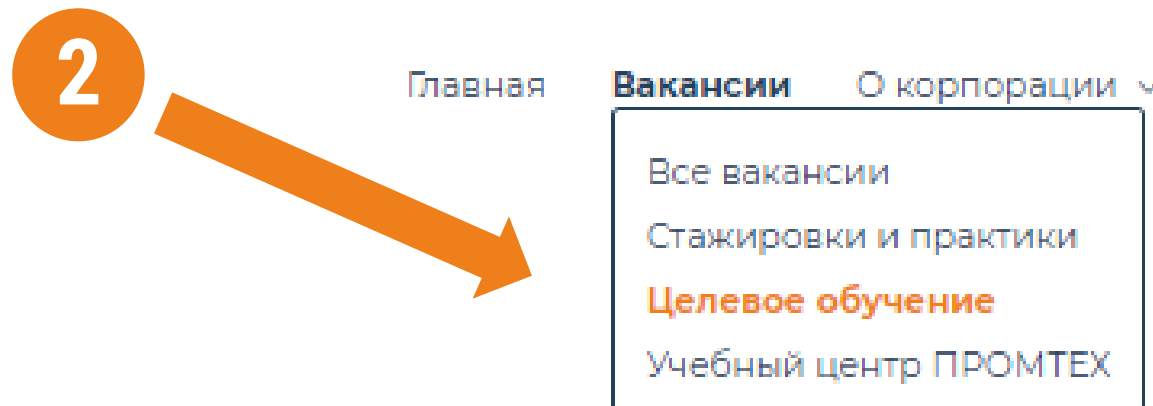 2
Главная Вакансии О корпорации
Все вакансии
Стажировки и практики
Целевое обучение
Учебный центр ПРОМТЕХ